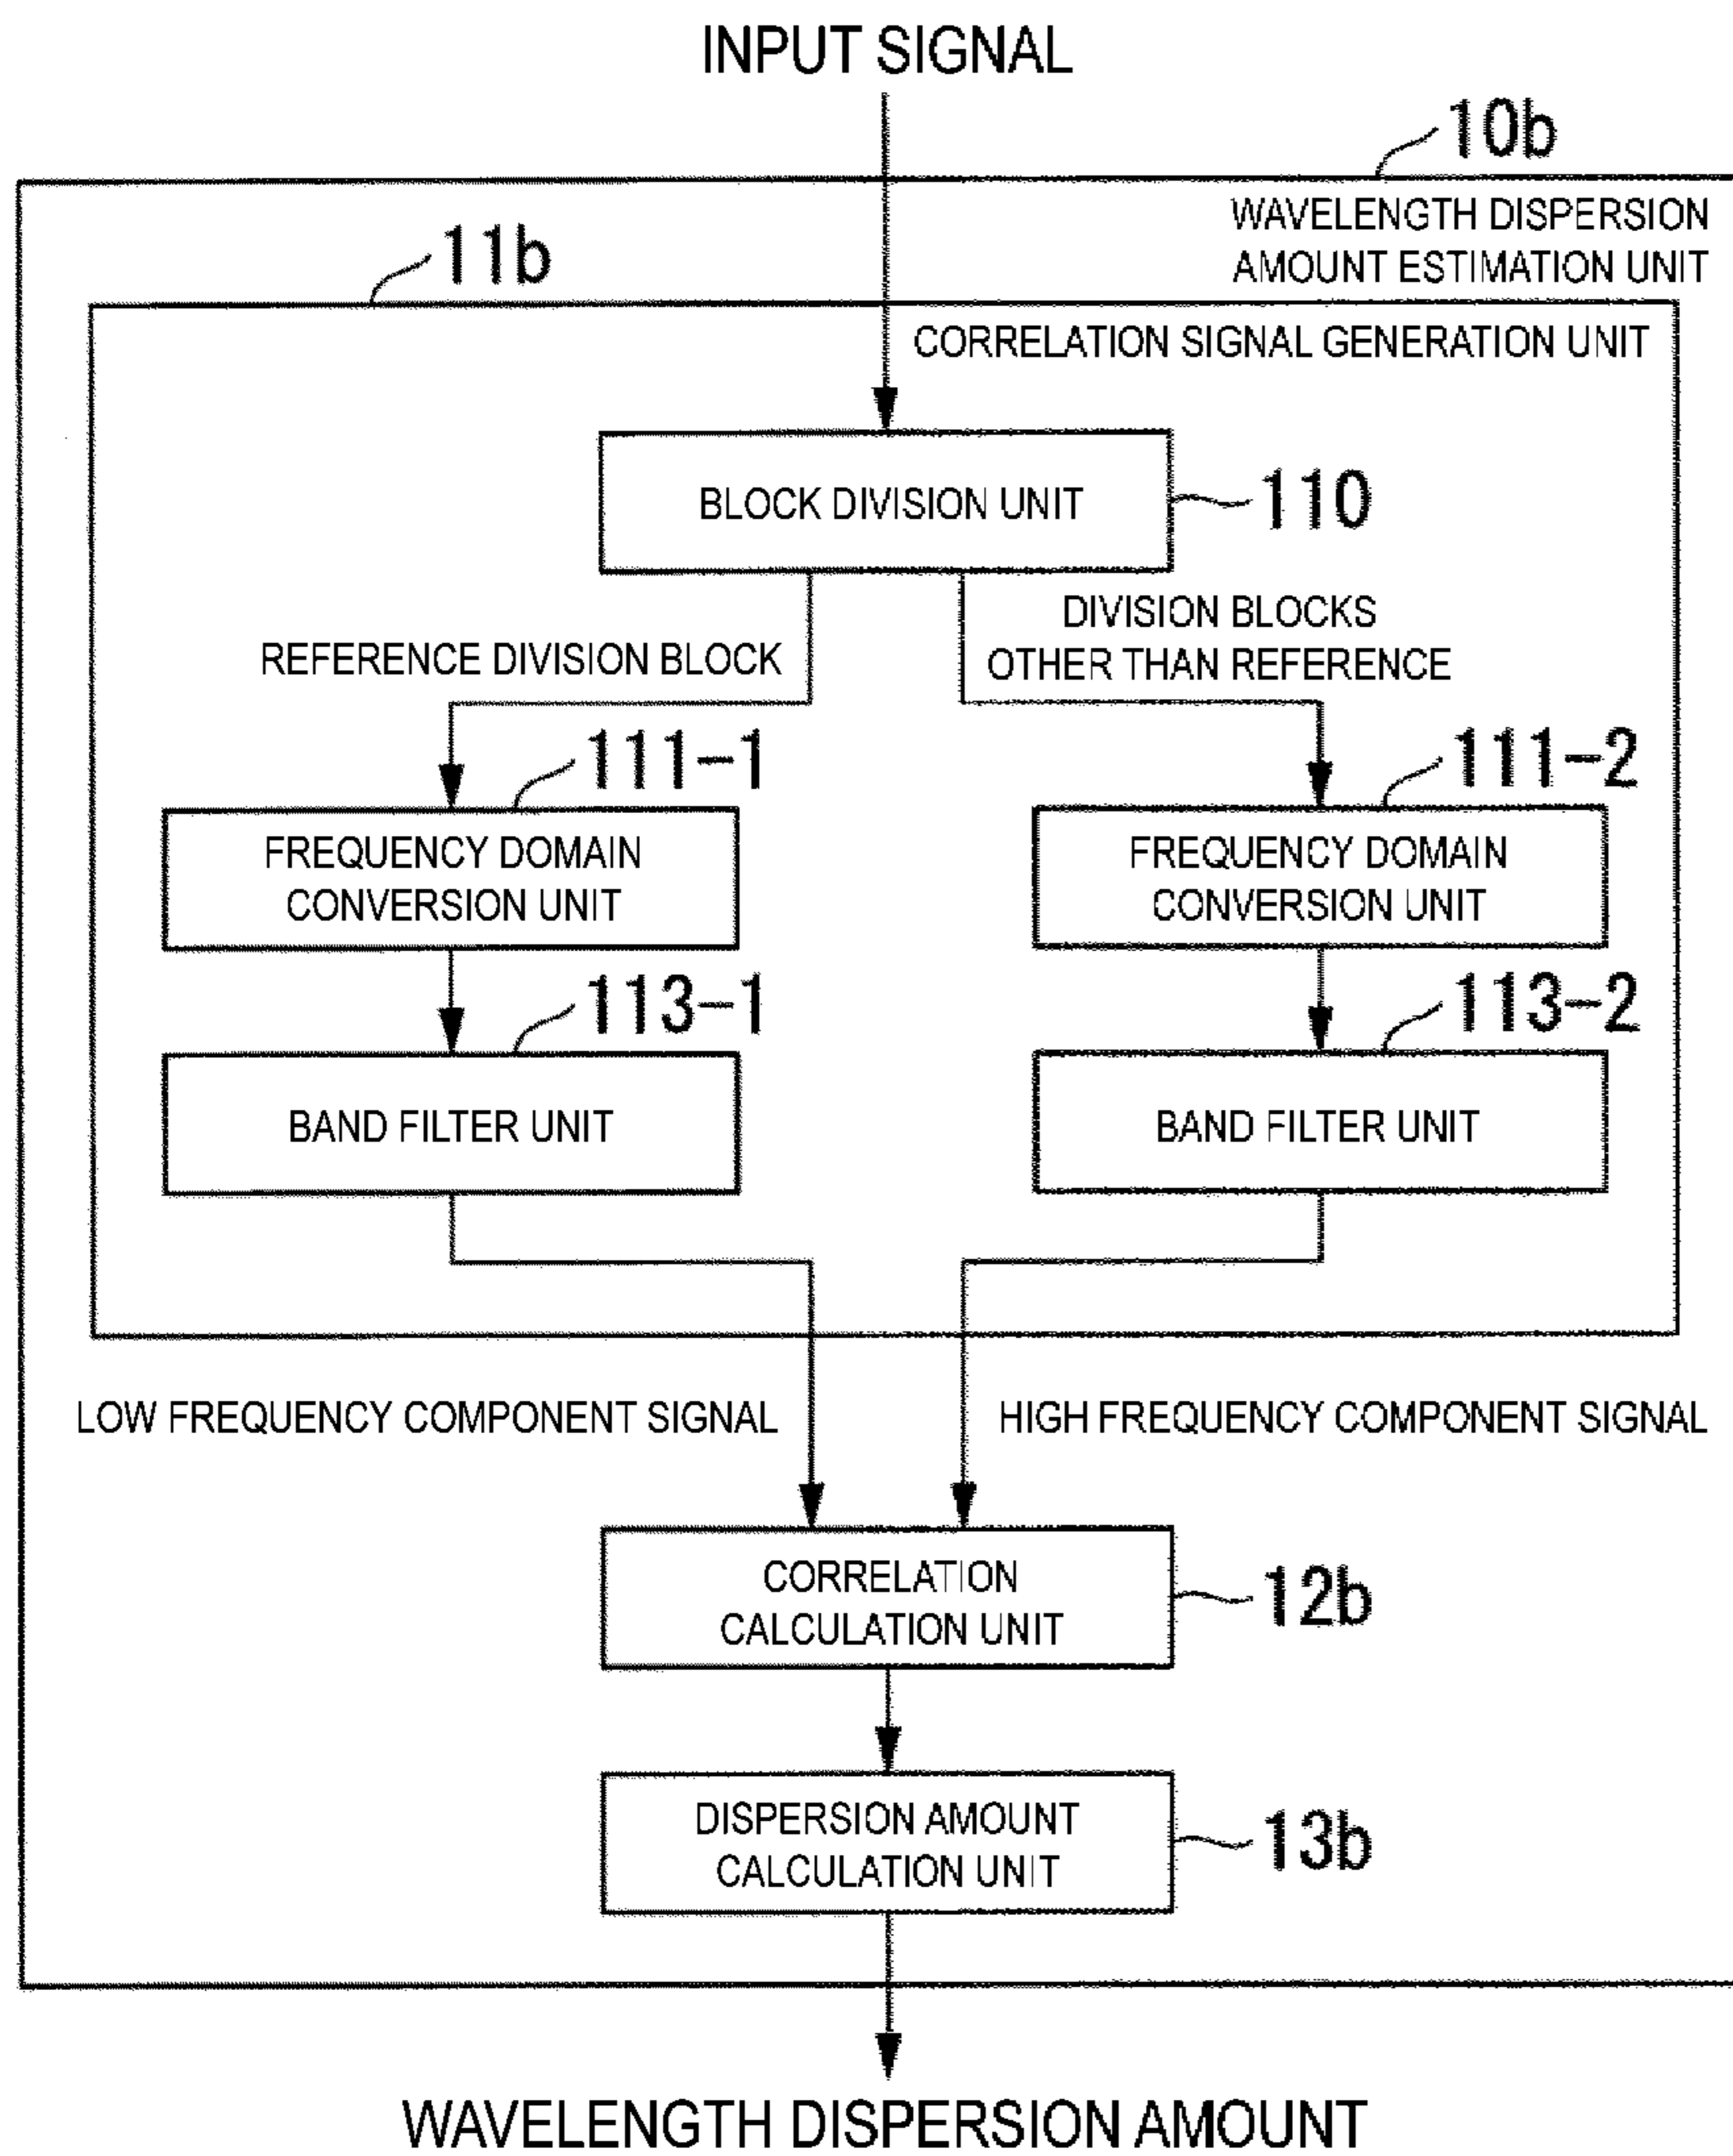 INPUT SIGNAL
10b
WAVELENGTH DISPERSION
AMOUNT ESTIMATION UNIT
11b
CORRELATION SIGNAL GENERATION UNIT
BLOCK DIVISION UNIT
110
REFERENCE DIVISION BLOCK
DIVISION BLOCKS
OTHER THAN REFERENCE
111-1
FREQUENCY DOMAIN
CONVERSION UNIT
111-2
FREQUENCY DOMAIN
CONVERSION UNIT
113-1
BAND FILTER UNIT
113-2
BAND FILTER UNIT
LOW FREQUENCY COMPONENT SIGNAL
HIGH FREQUENCY COMPONENT SIGNAL
CORRELATION
CALCULATION UNIT
12b
DISPERSION AMOUNT
CALCULATION UNIT
13b
WAVELENGTH DISPERSION AMOUNT